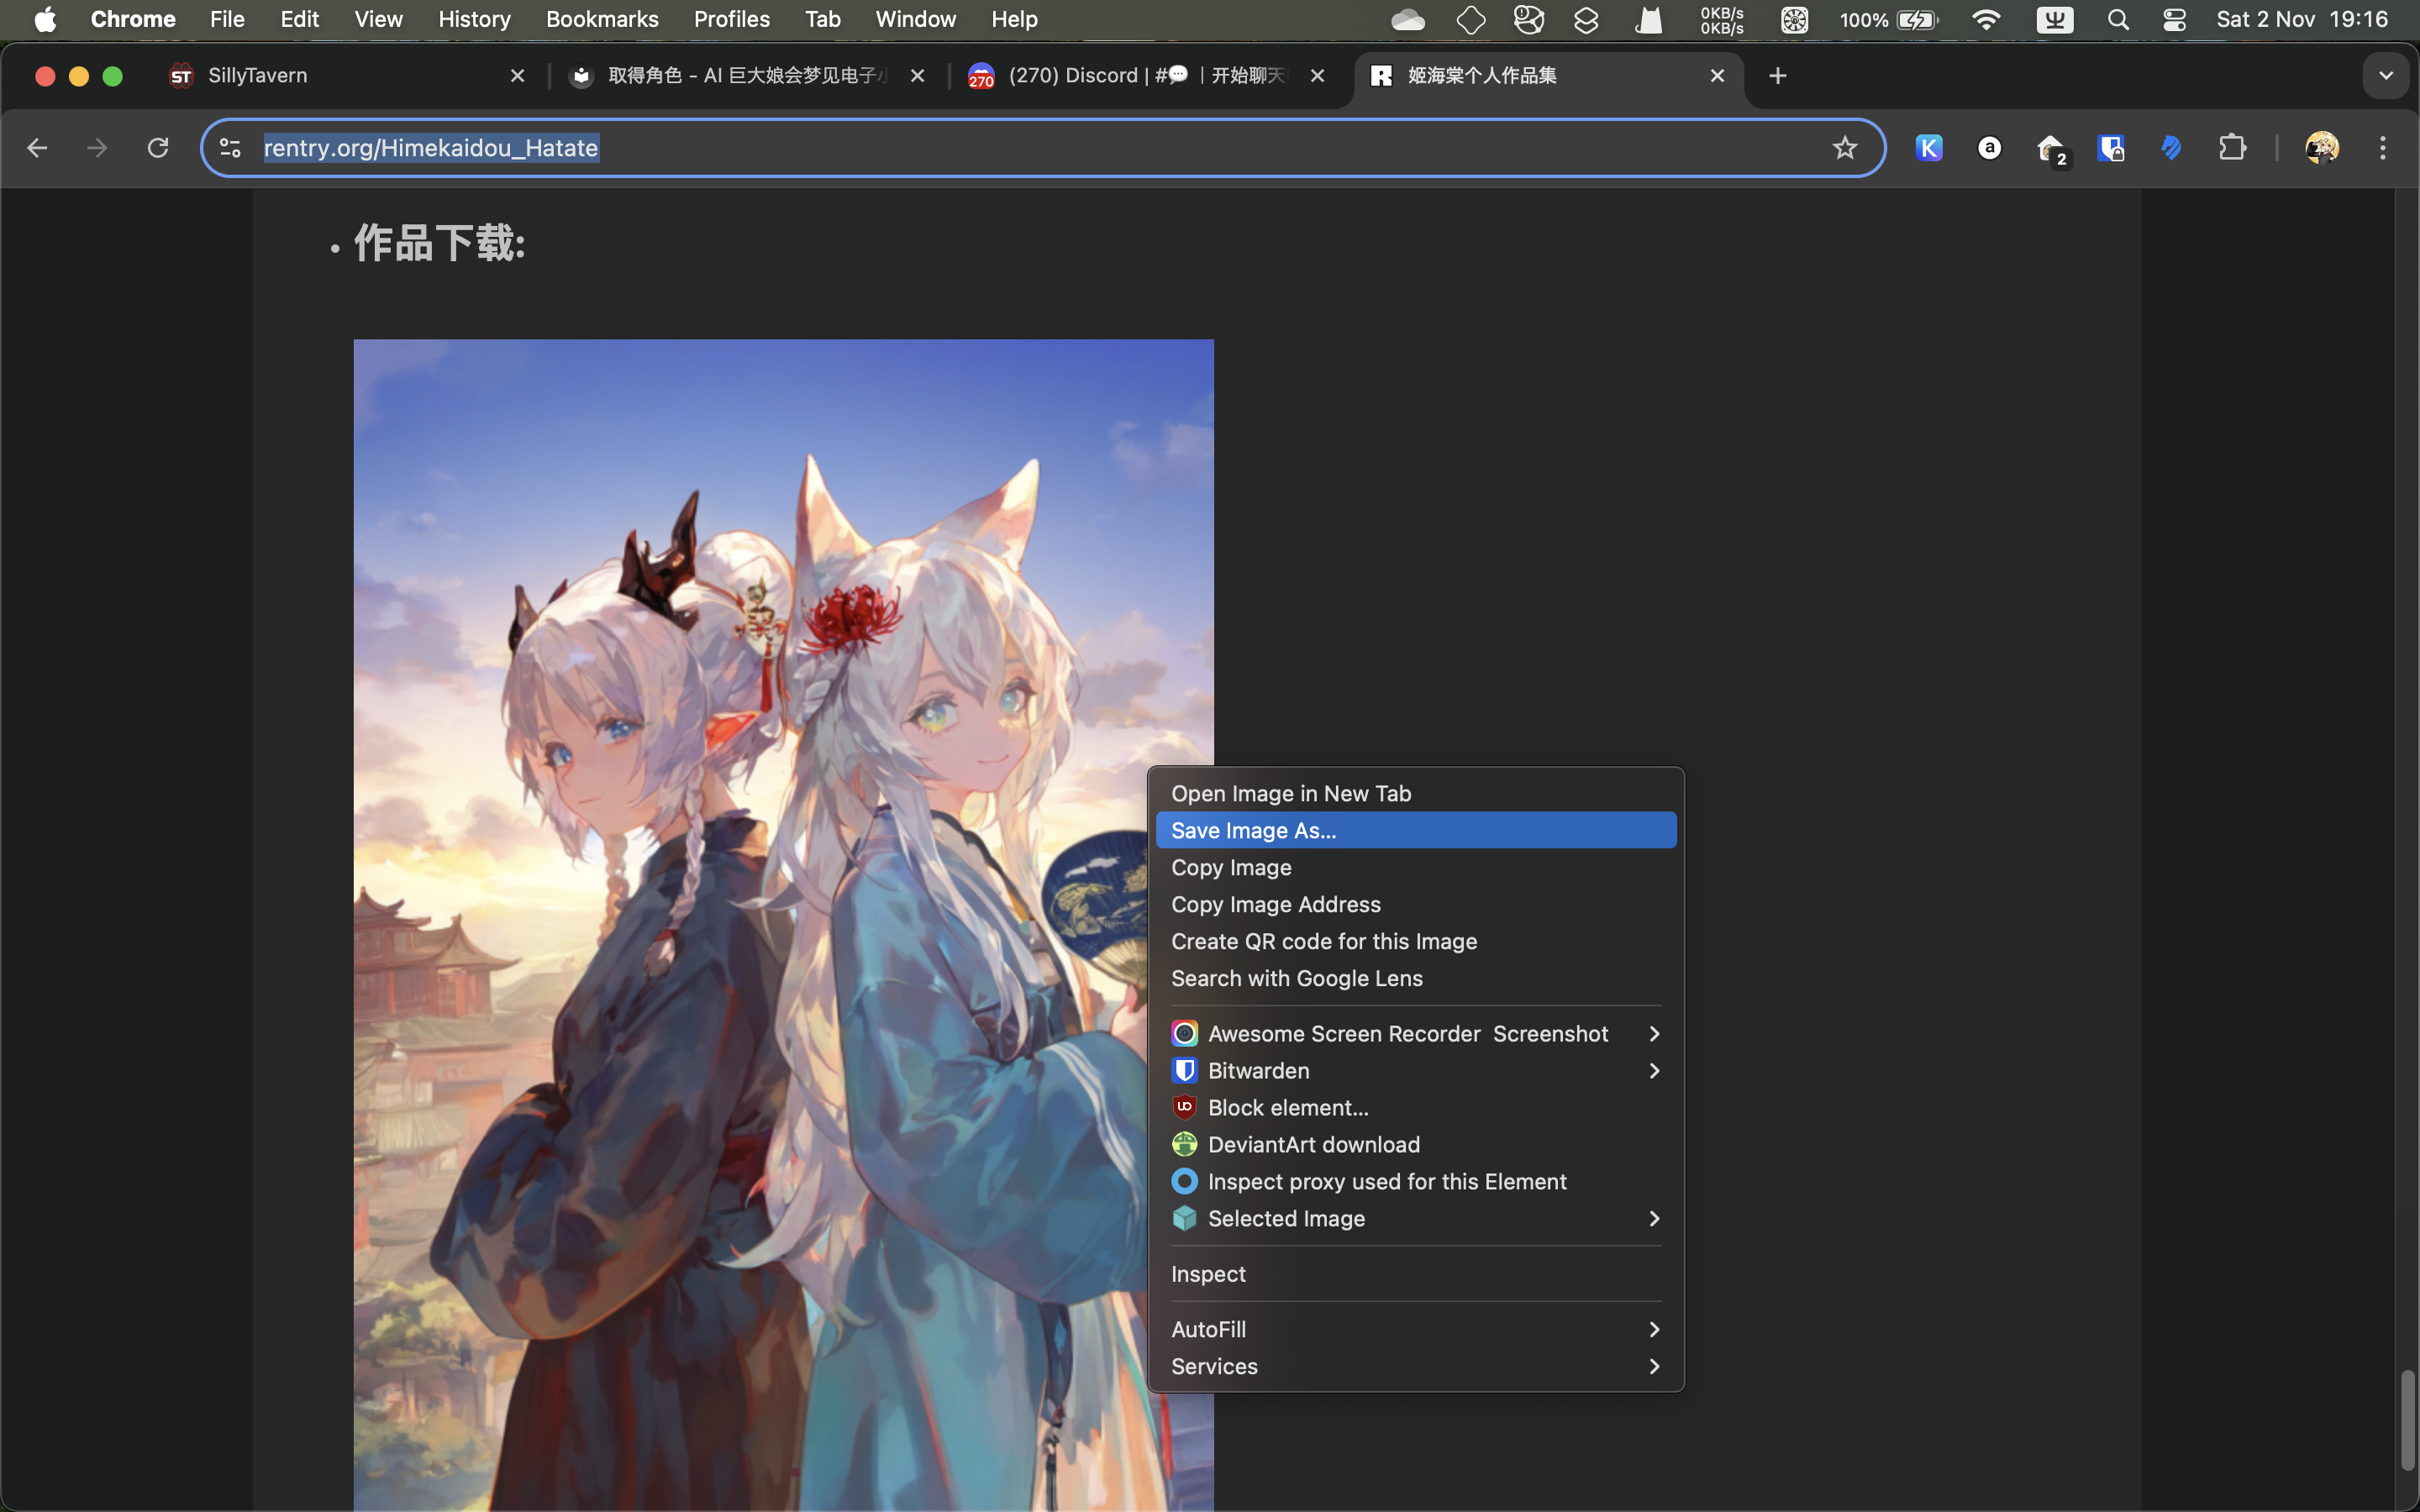 Chrome File Edit View History Bookmarks Profiles Tab Window Help 0KB/s 100% Sat 2 Nov 19:16
0KB/s
ST SillyTavern 取得角色 - AI 巨大娘会梦见电子 270 (270) Discord | #💬｜开始聊天 姬海棠个人作品集
rentry.org/Himekaidou_Hatate K a 2
• 作品下载:
Open Image in New Tab
Save Image As...
Copy Image
Copy Image Address
Create QR code for this Image
Search with Google Lens
Awesome Screen Recorder Screenshot
Bitwarden
Block element...
DeviantArt download
Inspect proxy used for this Element
Selected Image
Inspect
AutoFill
Services